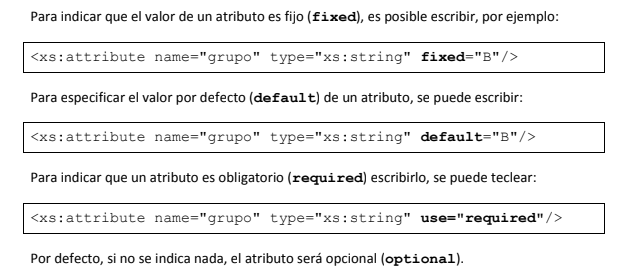 Para indicar que el valor de un atributo es fijo (fixed), es posible escribir, por ejemplo:
<xs:attribute name="grupo" type="xs:string" fixed="B"/>
Para especificar el valor por defecto (default) de un atributo, se puede escribir:
<xs:attribute name="grupo" type="xs:string" default="B"/>
Para indicar que un atributo es obligatorio (required) escribirlo, se puede teclear:
<xs:attribute name="grupo" type="xs:string" use="required"/>
Por defecto, si no se indica nada, el atributo será opcional (optional).